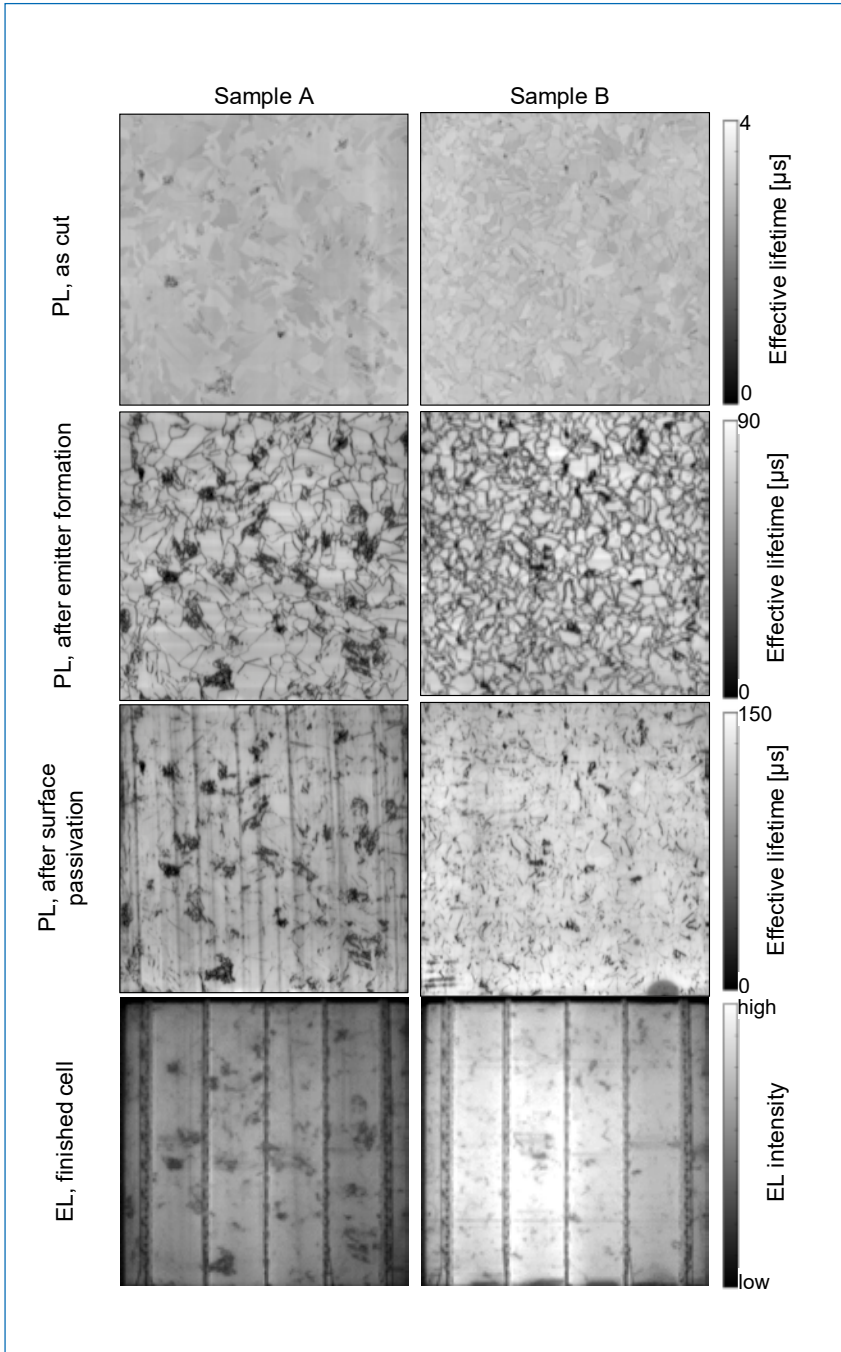 Sample A
Sample B
PL, as cut
4
Effective lifetime [µs]
0
PL, after emitter formation
90
Effective lifetime [µs]
0
PL, after surface
passivation
150
Effective lifetime [µs]
0
EL, finished cell
high
EL intensity
low